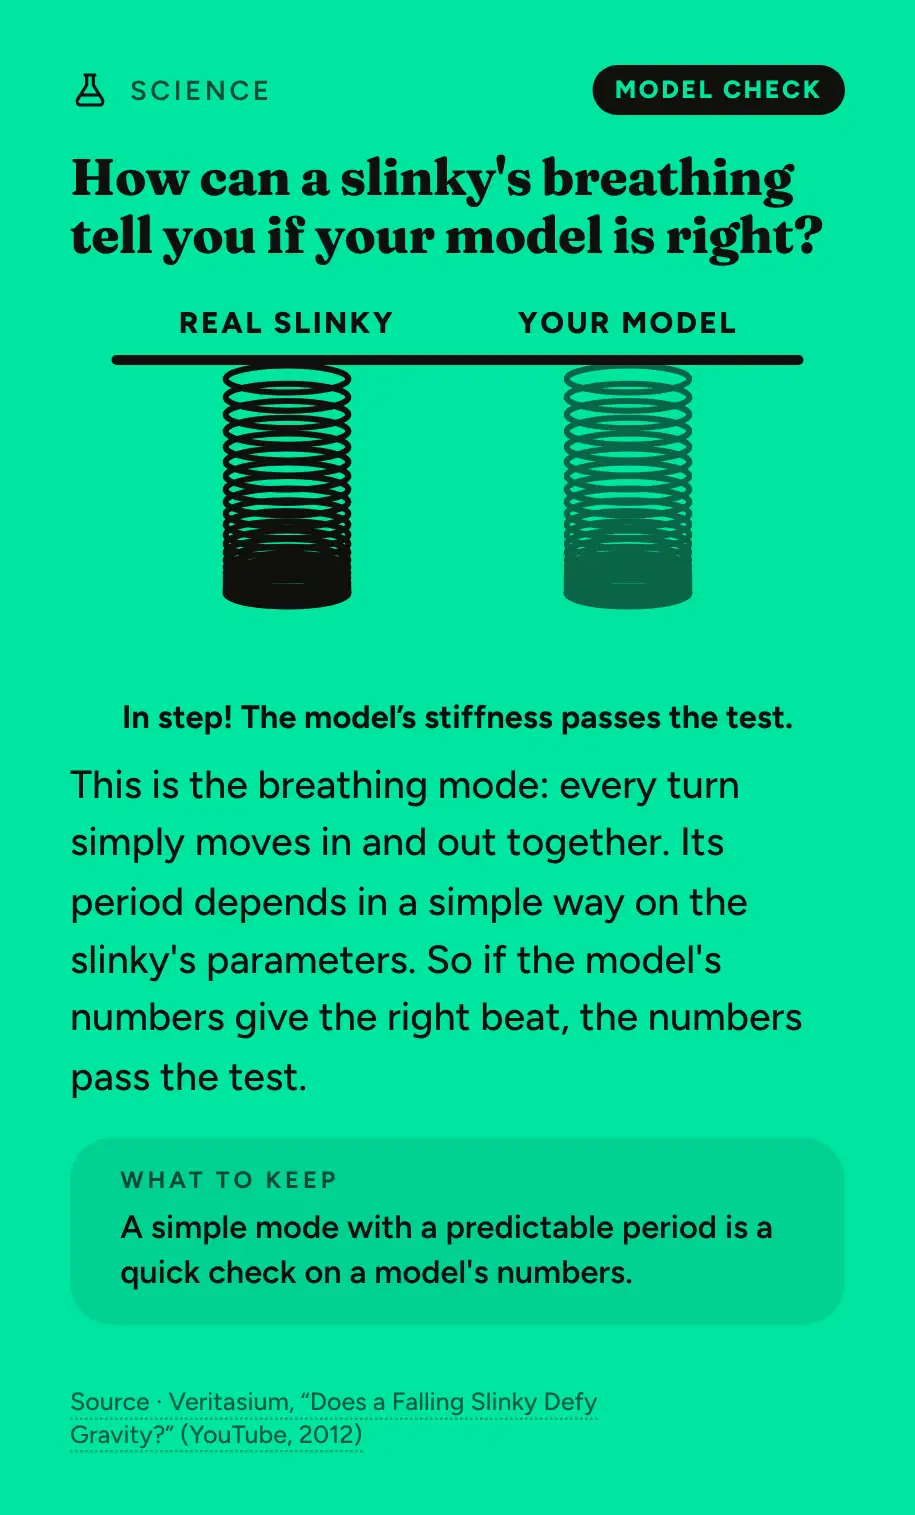 SCIENCE
MODEL CHECK
How can a slinky's breathing
tell you if your model is right?
REAL SLINKY
YOUR MODEL
In step! The model’s stiffness passes the test.
This is the breathing mode: every turn
simply moves in and out together. Its
period depends in a simple way on the
slinky's parameters. So if the model's
numbers give the right beat, the numbers
pass the test.
WHAT TO KEEP
A simple mode with a predictable period is a
quick check on a model's numbers.
Source · Veritasium, “Does a Falling Slinky Defy
Gravity?” (YouTube, 2012)